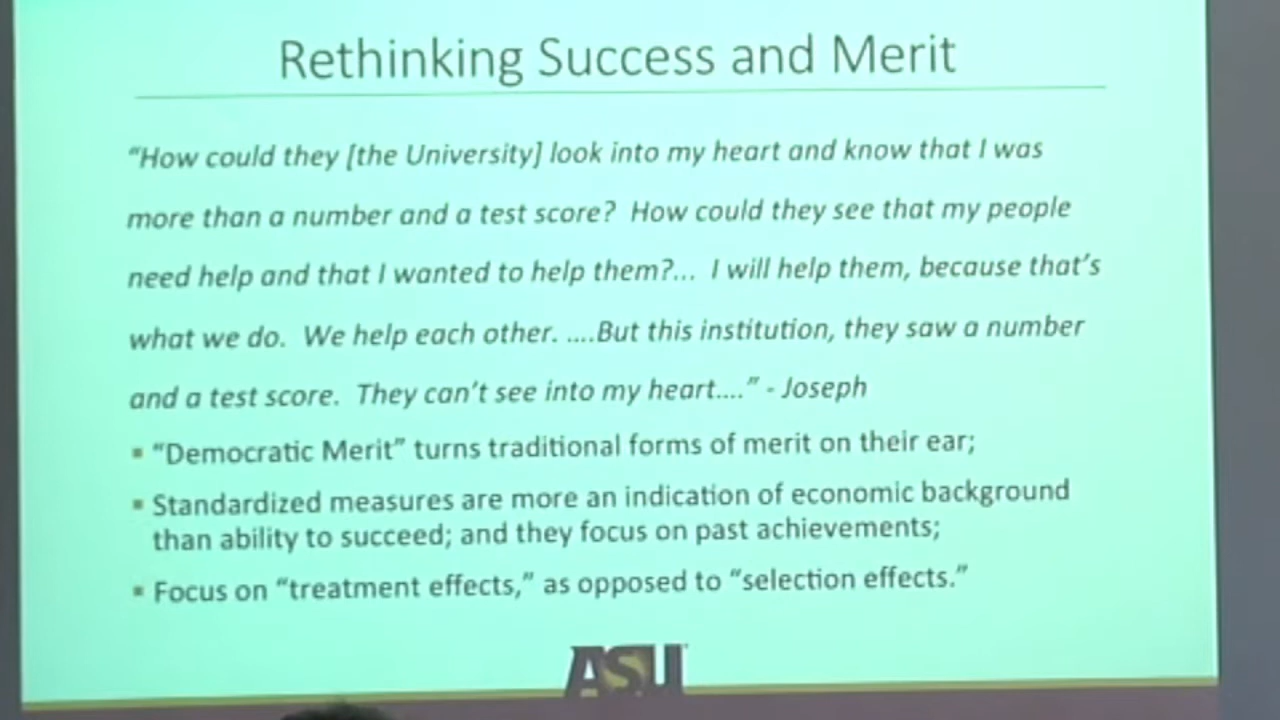 Rethinking Success and Merit
“How could they [the University] look into my heart and know that I was
more than a number and a test score?  How could they see that my people
need help and that I wanted to help them?...  I will help them, because that’s
what we do.  We help each other. ....But this institution, they saw a number
and a test score.  They can’t see into my heart....” - Joseph
▪ “Democratic Merit” turns traditional forms of merit on their ear;
▪ Standardized measures are more an indication of economic background
than ability to succeed; and they focus on past achievements;
▪ Focus on “treatment effects,” as opposed to “selection effects.”
ASU